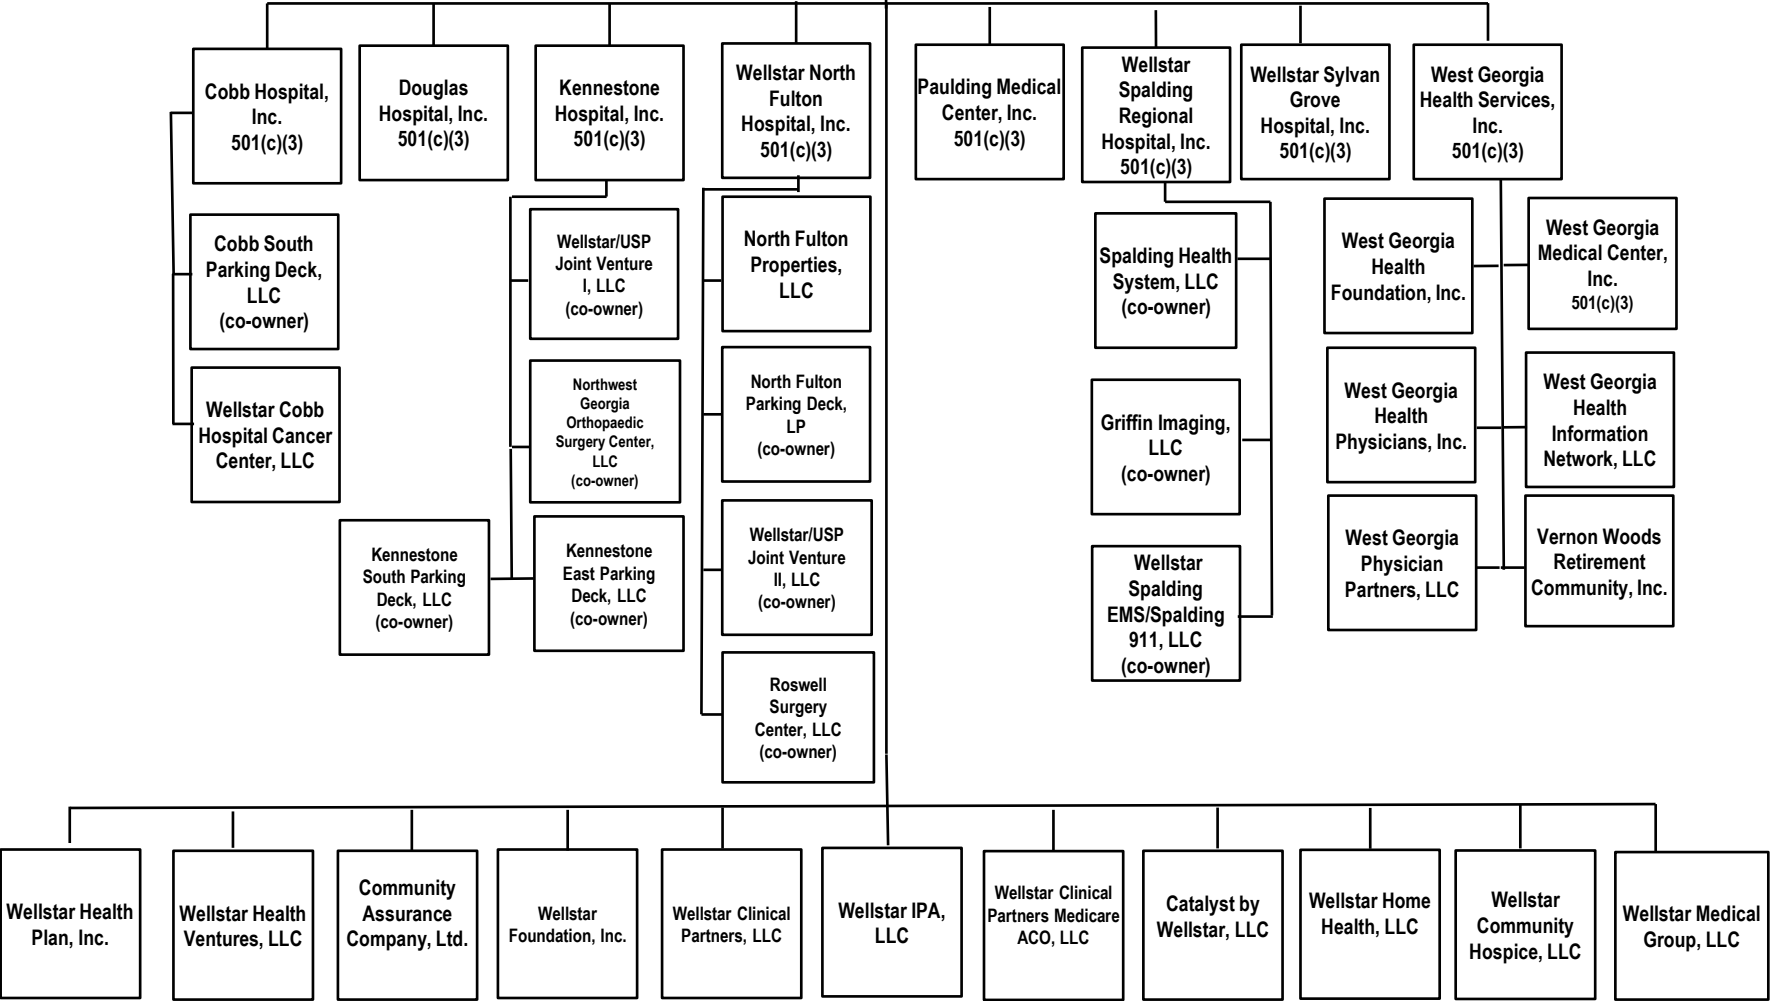 Cobb Hospital,
Inc.
501(c)(3)
Douglas
Hospital, Inc.
501(c)(3)
Kennestone
Hospital, Inc.
501(c)(3)
Wellstar North
Fulton
Hospital, Inc.
501(c)(3)
Paulding Medical
Center, Inc.
501(c)(3)
Wellstar
Spalding
Regional
Hospital, Inc.
501(c)(3)
Wellstar Sylvan
Grove
Hospital, Inc.
501(c)(3)
West Georgia
Health Services,
Inc.
501(c)(3)
Cobb South
Parking Deck,
LLC
(co-owner)
Wellstar/USP
Joint Venture
I, LLC
(co-owner)
North Fulton
Properties,
LLC
Spalding Health
System, LLC
(co-owner)
West Georgia
Health
Foundation, Inc.
West Georgia
Medical Center,
Inc.
501(c)(3)
Wellstar Cobb
Hospital Cancer
Center, LLC
Northwest
Georgia
Orthopaedic
Surgery Center,
LLC
(co-owner)
North Fulton
Parking Deck,
LP
(co-owner)
Griffin Imaging,
LLC
(co-owner)
West Georgia
Health
Physicians, Inc.
West Georgia
Health
Information
Network, LLC
Kennestone
South Parking
Deck, LLC
(co-owner)
Kennestone
East Parking
Deck, LLC
(co-owner)
Wellstar/USP
Joint Venture
II, LLC
(co-owner)
Wellstar
Spalding
EMS/Spalding
911, LLC
(co-owner)
West Georgia
Physician
Partners, LLC
Vernon Woods
Retirement
Community, Inc.
Roswell
Surgery
Center, LLC
(co-owner)
Wellstar Health
Plan, Inc.
Wellstar Health
Ventures, LLC
Community
Assurance
Company, Ltd.
Wellstar
Foundation, Inc.
Wellstar Clinical
Partners, LLC
Wellstar IPA,
LLC
Wellstar Clinical
Partners Medicare
ACO, LLC
Catalyst by
Wellstar, LLC
Wellstar Home
Health, LLC
Wellstar
Community
Hospice, LLC
Wellstar Medical
Group, LLC